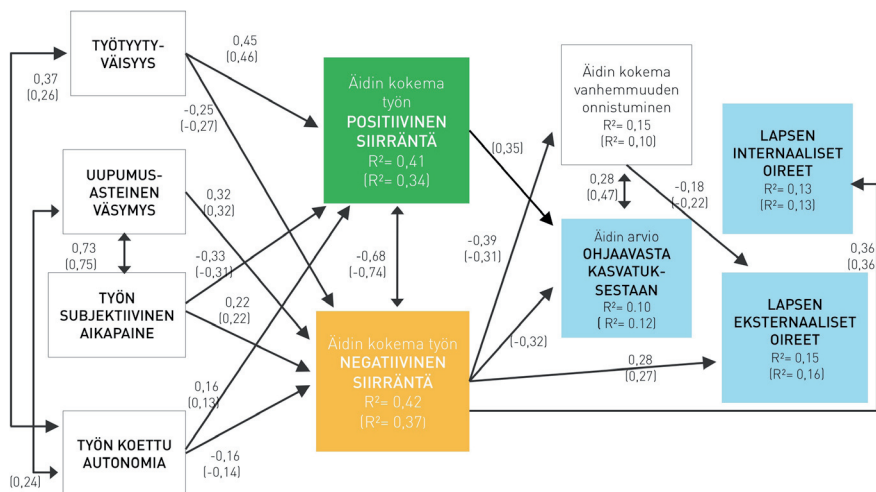 TYÖTYYTY-
VÄISYYS
0,37
(0,26)
0,45
(0,46)
-0,25
(-0,27)
UUPUMUS-
ASTEINEN
VÄSYMYS
0,32
(0,32)
0,73
(0,75)
-0,33
(-0,31)
TYÖN
SUBJEKTIIVINEN
AIKAPAINE
0,22
(0,22)
0,16
(0,13)
TYÖN KOETTU
AUTONOMIA
-0,16
(-0,14)
(0,24)
Äidin kokema
työn
POSITIIVINEN
SIIRRÄNTÄ
R²= 0,41
(R²= 0,34)
-0,68
(-0,74)
Äidin kokema työn
NEGATIIVINEN
SIIRRÄNTÄ
R²= 0,42
(R²= 0,37)
(0,35)
-0,39
(-0,31)
(-0,32)
0,28
(0,27)
Äidin kokema
vanhemmuuden
onnistuminen
R²= 0,15
(R²= 0,10)
0,28
(0,47)
-0,18
(-0,22)
Äidin arvio
OHJAAVASTA
KASVATUK-
SESTAAN
R²= 0.10
( R²= 0.12)
LAPSEN
INTERNAALISET
OIREET
R²= 0,13
(R²= 0,13)
0,36
(0,36
LAPSEN
EKSTERNAALISET
OIREET
R²= 0,15
(R²= 0,16)